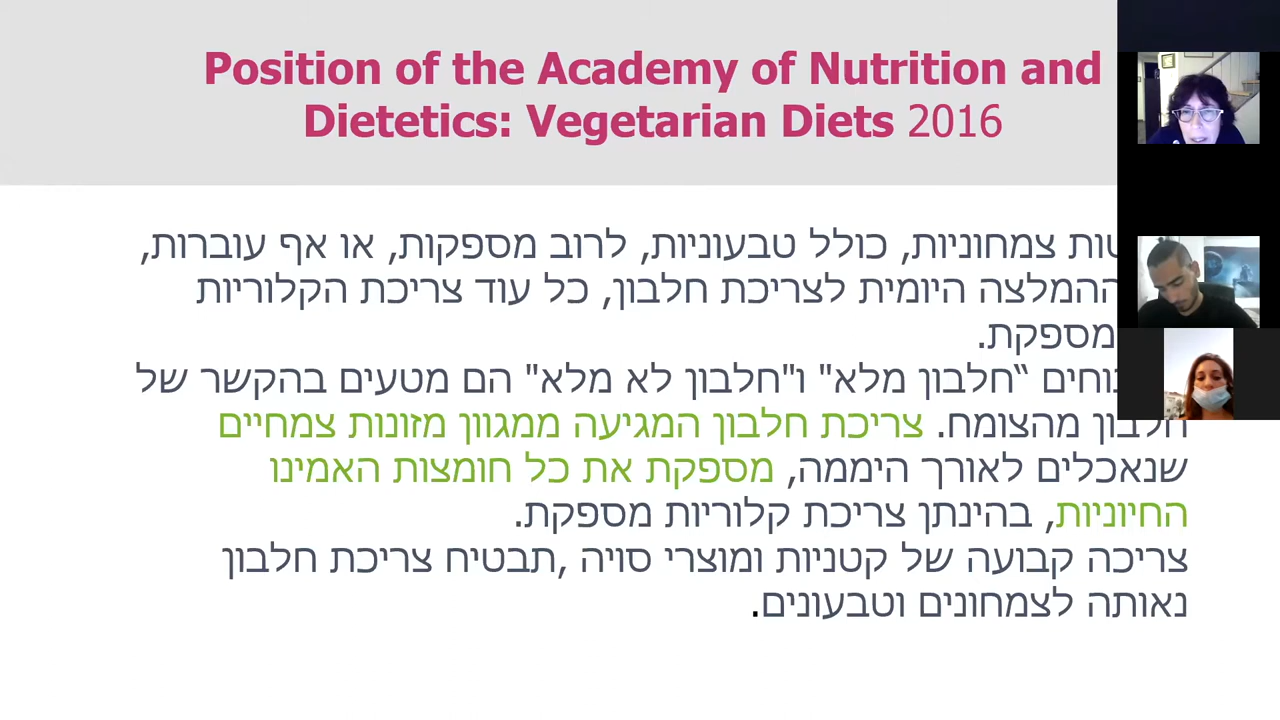 Position of the Academy of Nutrition and
Dietetics: Vegetarian Diets 2016
צמחוניות, כולל טבעוניות, לרוב מספקות, או אף עוברות,
ההמלצה היומית לצריכת חלבון, כל עוד צריכת הקלוריות
מספקת.
“חלבון מלא" ו"חלבון לא מלא" הם מטעים בהקשר של
חלבון מהצומח. צריכת חלבון המגיעה ממגוון מזונות צמחיים
שנאכלים לאורך היממה, מספקת את כל חומצות האמינו
החיוניות, בהינתן צריכת קלוריות מספקת.
צריכה קבועה של קטניות ומוצרי סויה ,תבטיח צריכת חלבון
נאותה לצמחונים וטבעונים.